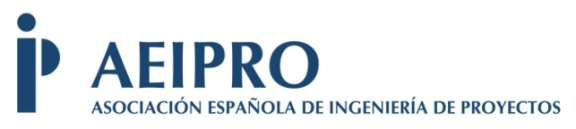 AEIPRO
ASOCIACIÓN ESPAÑOLA DE INGENIERÍA DE PROYECTOS